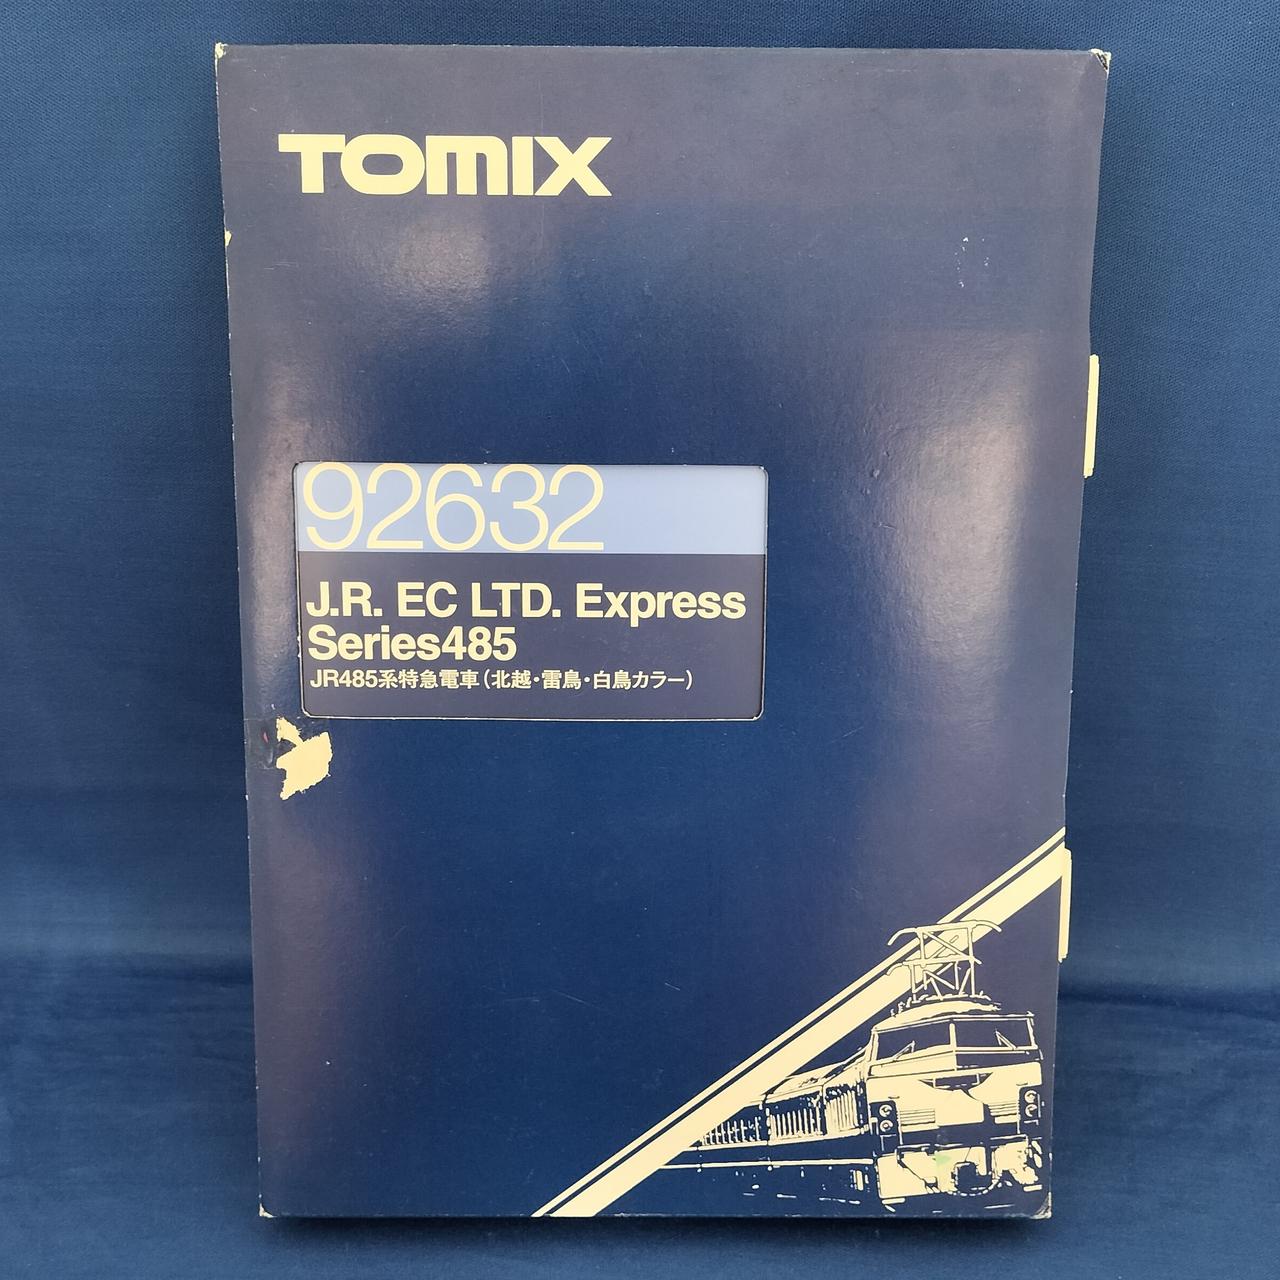 TOMIX
92632
J.R. EC LTD. Express
Series485
JR485系特急電車(北越・雷鳥・白鳥カラー)